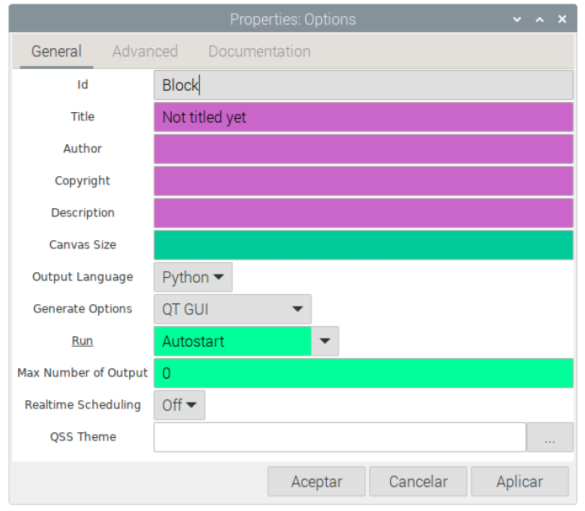 Properties: Options
General Advanced Documentation
Id Block
Title Not titled yet
Author
Copyright
Description
Canvas Size
Output Language Python
Generate Options QT GUI
Run Autostart
Max Number of Output 0
Realtime Scheduling Off
QSS Theme ...
Aceptar Cancelar Aplicar